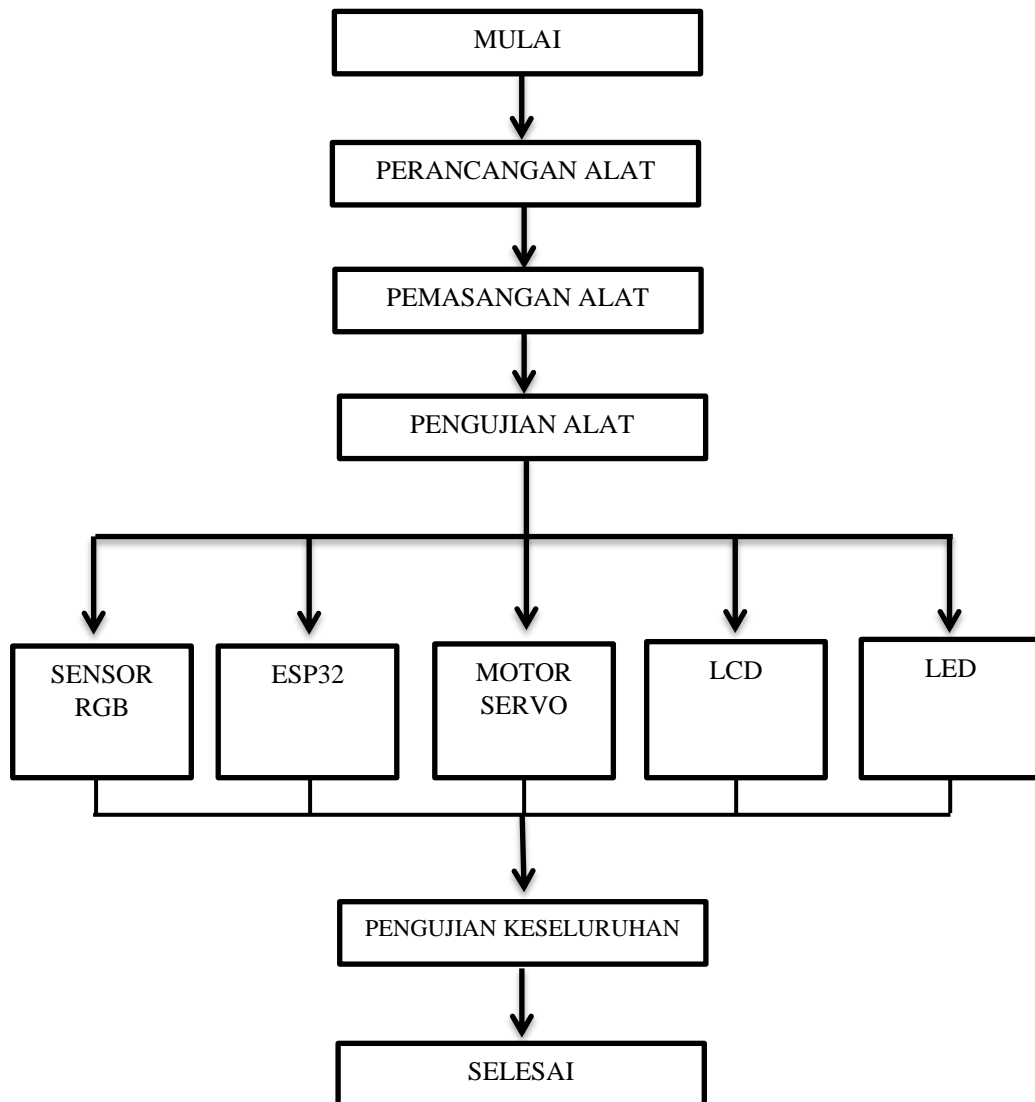 MULAI
PERANCANGAN ALAT
PEMASANGAN ALAT
PENGUJIAN ALAT
SENSOR
RGB
ESP32
MOTOR
SERVO
LCD
LED
PENGUJIAN KESELURUHAN
SELESAI